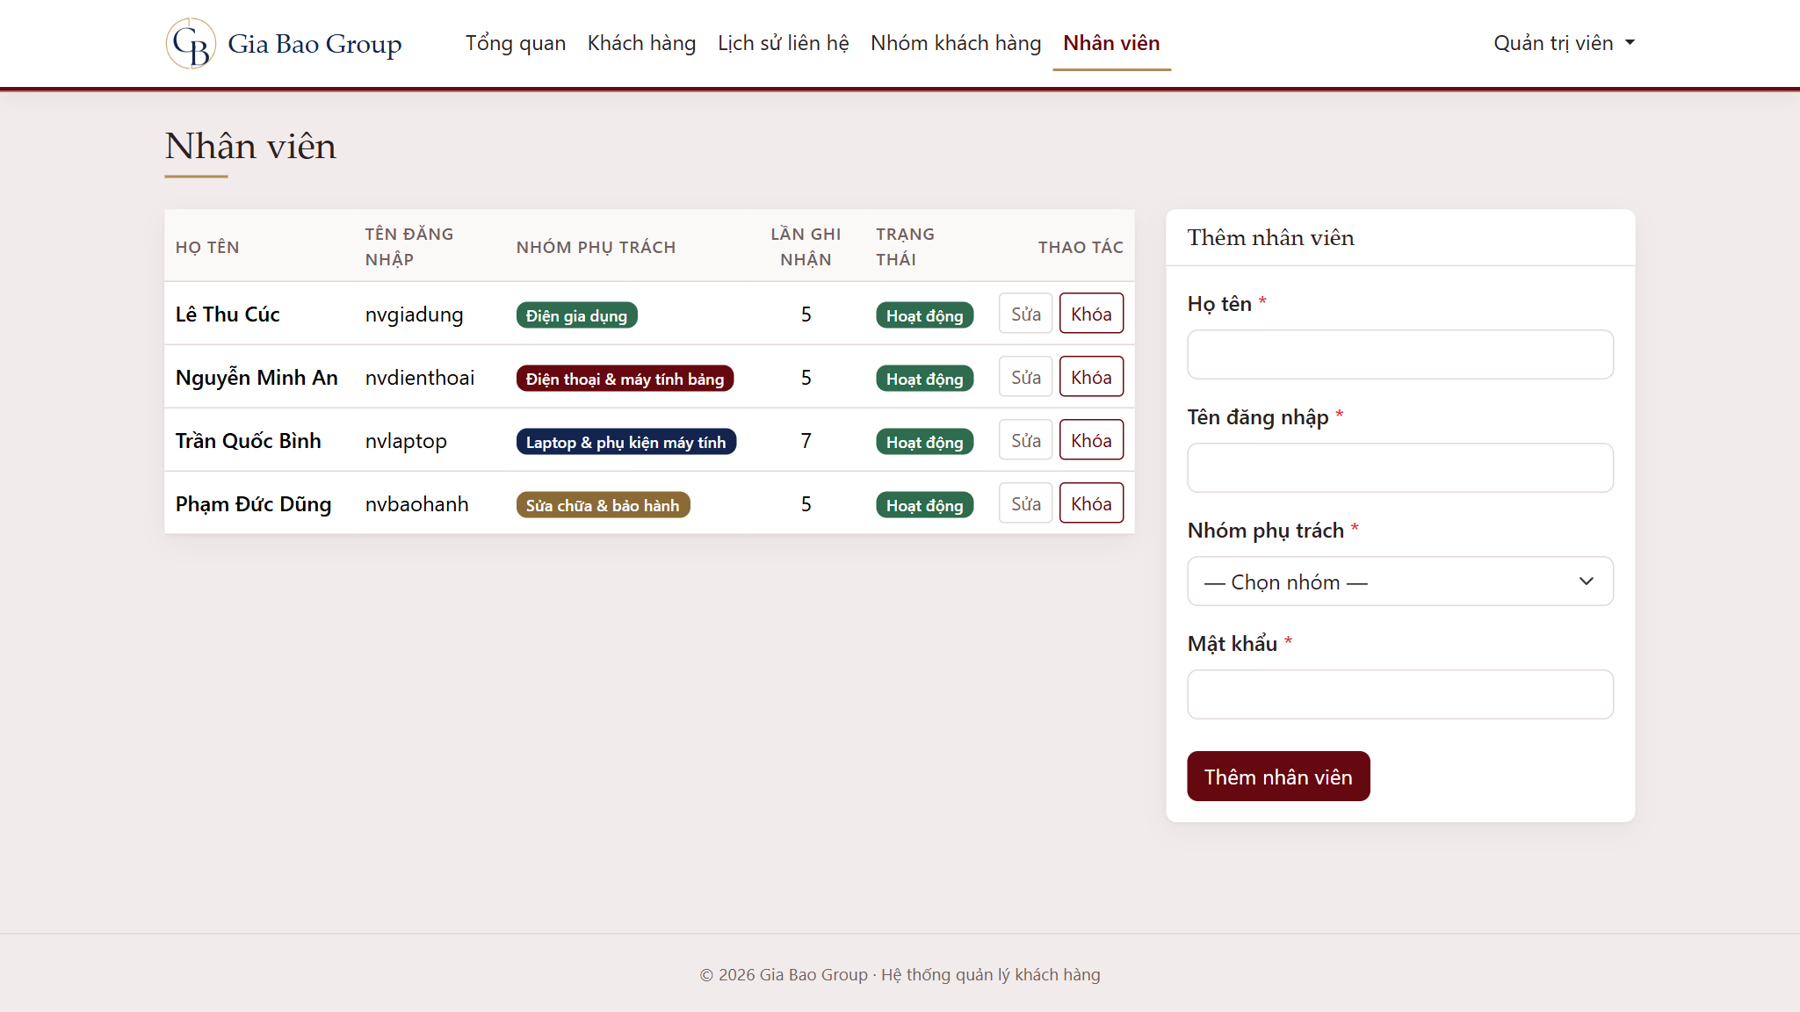 GB Gia Bao Group Tổng quan Khách hàng Lịch sử liên hệ Nhóm khách hàng Nhân viên Quản trị viên
Nhân viên
HỌ TÊN TÊN ĐĂNG NHẬP NHÓM PHỤ TRÁCH LẦN GHI NHẬN TRẠNG THÁI THAO TÁC
Lê Thu Cúc nvgiadung Điện gia dụng 5 Hoạt động Sửa Khóa
Nguyễn Minh An nvdienthoai Điện thoại & máy tính bảng 5 Hoạt động Sửa Khóa
Trần Quốc Bình nvlaptop Laptop & phụ kiện máy tính 7 Hoạt động Sửa Khóa
Phạm Đức Dũng nvbaohanh Sửa chữa & bảo hành 5 Hoạt động Sửa Khóa
Thêm nhân viên
Họ tên *
Tên đăng nhập *
Nhóm phụ trách *
— Chọn nhóm —
Mật khẩu *
Thêm nhân viên
© 2026 Gia Bao Group · Hệ thống quản lý khách hàng